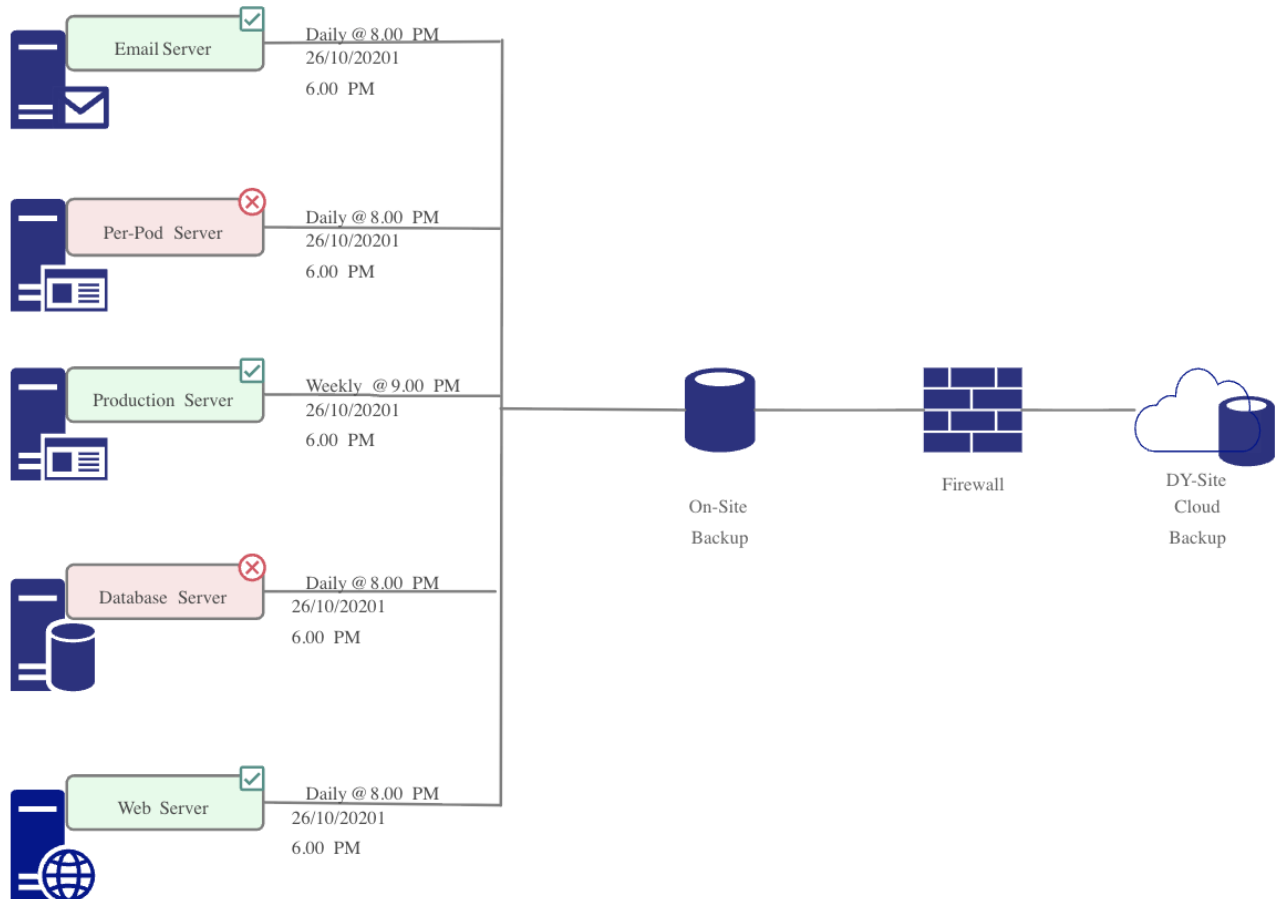 Email Server
Daily @ 8.00 PM
26/10/20201
6.00 PM
Per-Pod Server
Daily @ 8.00 PM
26/10/20201
6.00 PM
Production Server
Weekly @ 9.00 PM
26/10/20201
6.00 PM
On-Site
Backup
Firewall
DY-Site
Cloud
Backup
Database Server
Daily @ 8.00 PM
26/10/20201
6.00 PM
Web Server
Daily @ 8.00 PM
26/10/20201
6.00 PM